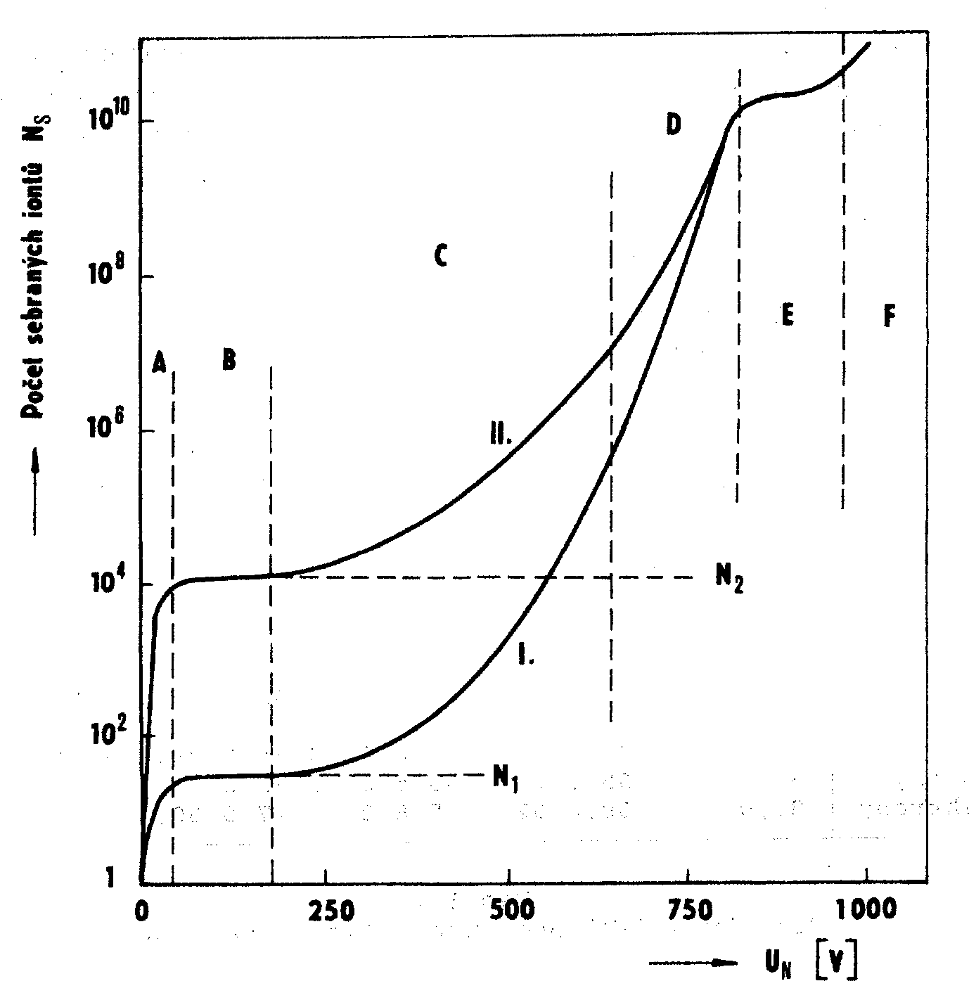 Počet sebraných iontů N_S
10^10
10^8
10^6
10^4
10^2
1
A
B
C
D
E
F
II.
I.
N_2
N_1
0
250
500
750
1000
U_N [V]